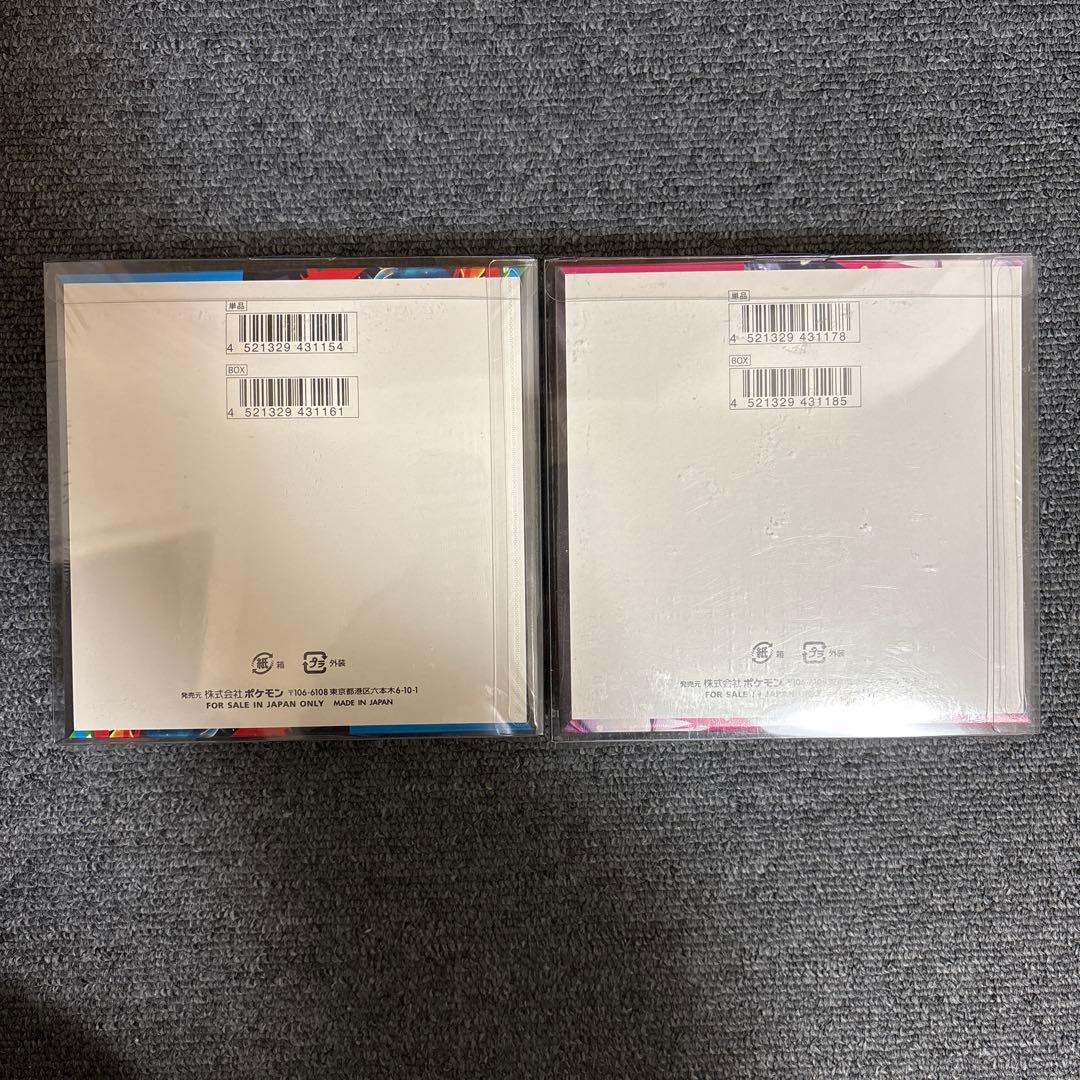 単品
4 521329 431154
BOX
4 521329 431161
紙 箱 プラ 外装
発売元 株式会社ポケモン 〒106-6108 東京都港区六本木6-10-1
FOR SALE IN JAPAN ONLY MADE IN JAPAN
単品
4 521329 431178
BOX
4 521329 431185
紙 箱 プラ 外装
発売元 株式会社ポケモン
FOR SALE IN JAPAN ONLY